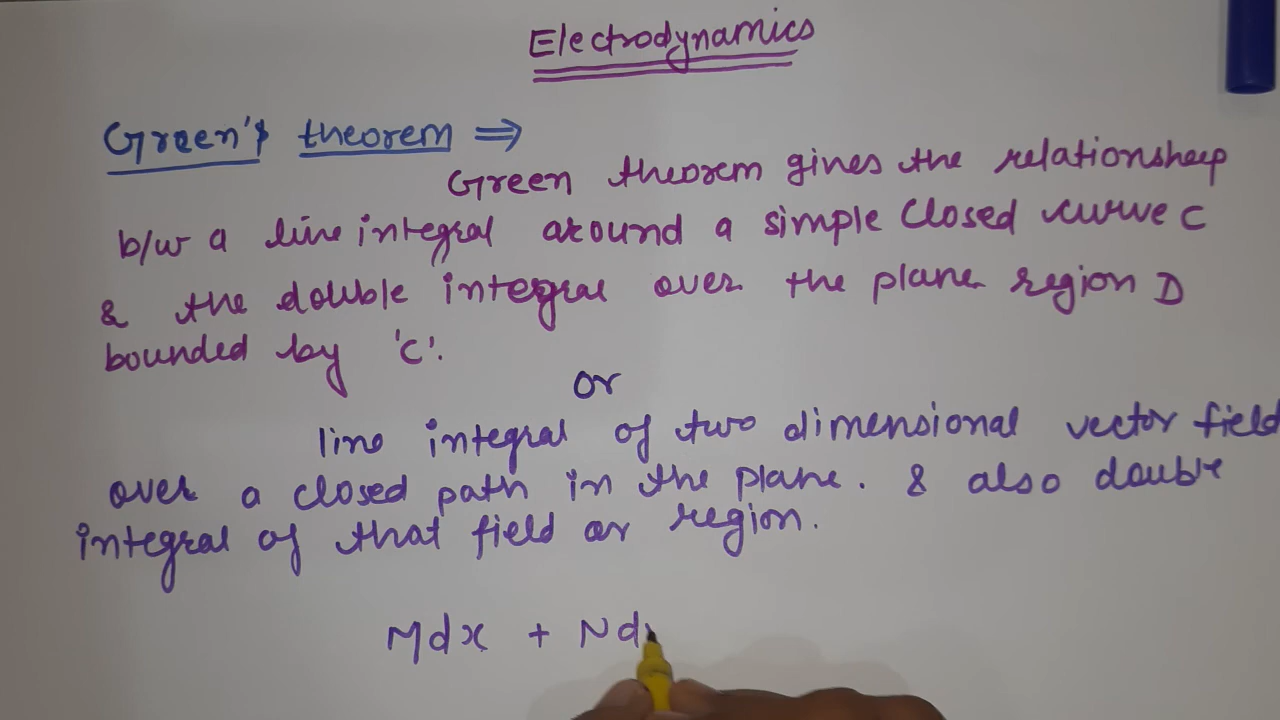 Electrodynamics
Green's theorem ⇒
Green theorem gives the relationsheep
b/w a line integral around a simple Closed curve C
& the double integral over the plane region D
bounded by 'C'.
or
line integral of two dimensional vector field
over a closed path in the plane. & also double
integral of that field or region.
Mdx + Nd